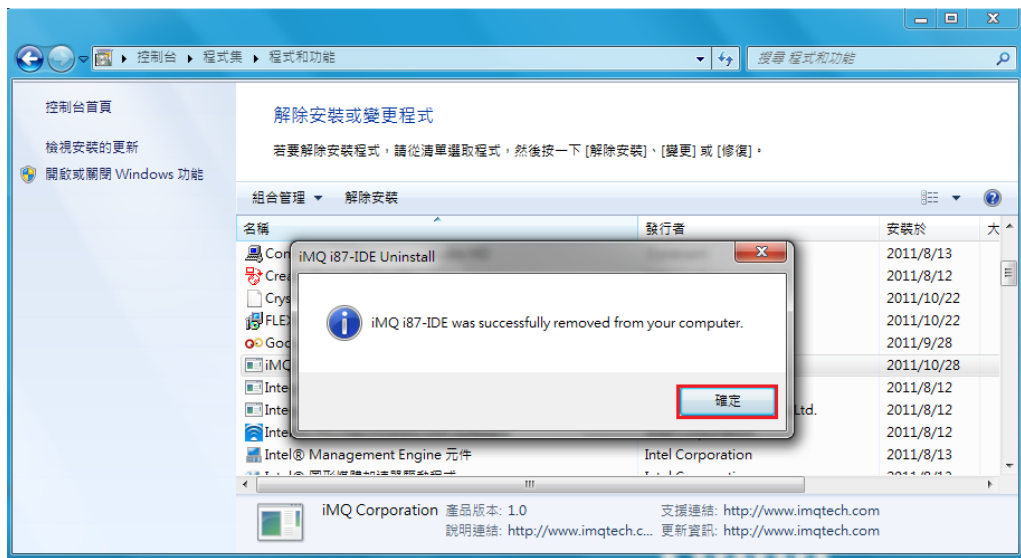 控制台 ▸ 程式集 ▸ 程式和功能
搜尋 程式和功能
控制台首頁
檢視安裝的更新
開啟或關閉 Windows 功能
解除安裝或變更程式
若要解除安裝程式，請從清單選取程式，然後按一下 [解除安裝]、[變更] 或 [修復]。
組合管理 解除安裝
名稱 發行者 安裝於 大
Con 2011/8/13
Crea 2011/8/12
Crys 2011/10/22
FLEX 2011/10/22
Goo 2011/9/28
iMQ 2011/10/28
Inte 2011/8/12
Inte Ltd. 2011/8/12
Intel 2011/8/12
Intel® Management Engine 元件 Intel Corporation 2011/8/13
iMQ i87-IDE Uninstall
iMQ i87-IDE was successfully removed from your computer.
確定
iMQ Corporation 產品版本: 1.0 支援連結: http://www.imqtech.com
說明連結: http://www.imqtech.c... 更新資訊: http://www.imqtech.com